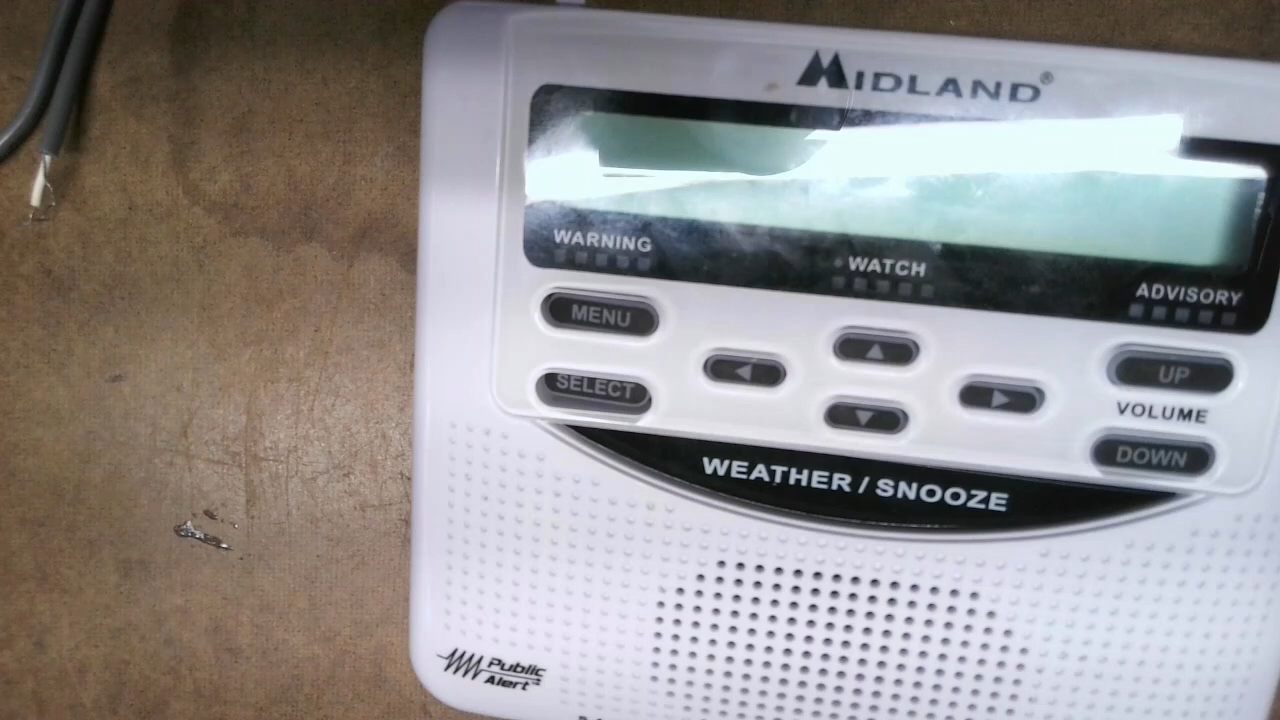 MIDLAND®
WARNING
WATCH
ADVISORY
MENU
SELECT
UP
VOLUME
DOWN
WEATHER / SNOOZE
Public
Alert